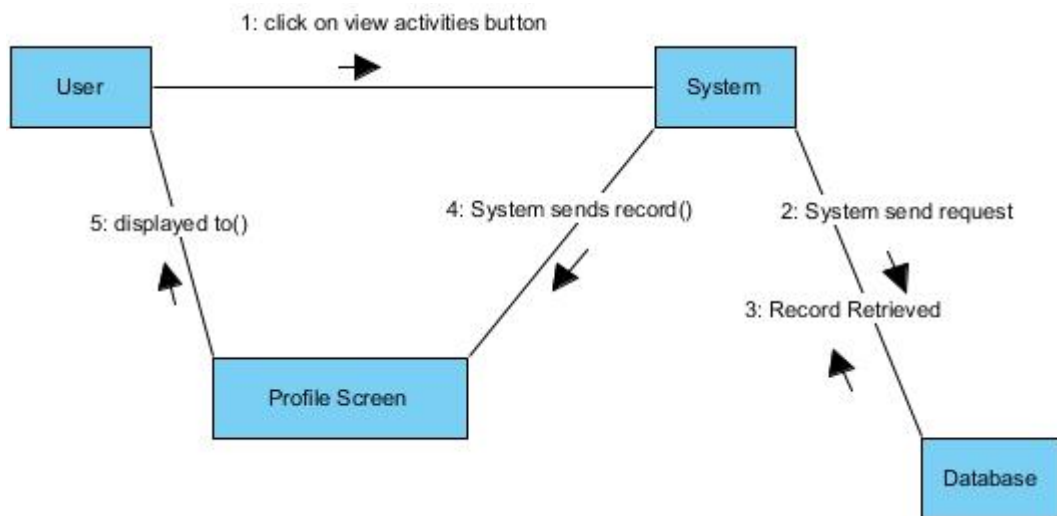 1: click on view activities button
User
System
4: System sends record()
2: System send request
5: displayed to()
3: Record Retrieved
Profile Screen
Database